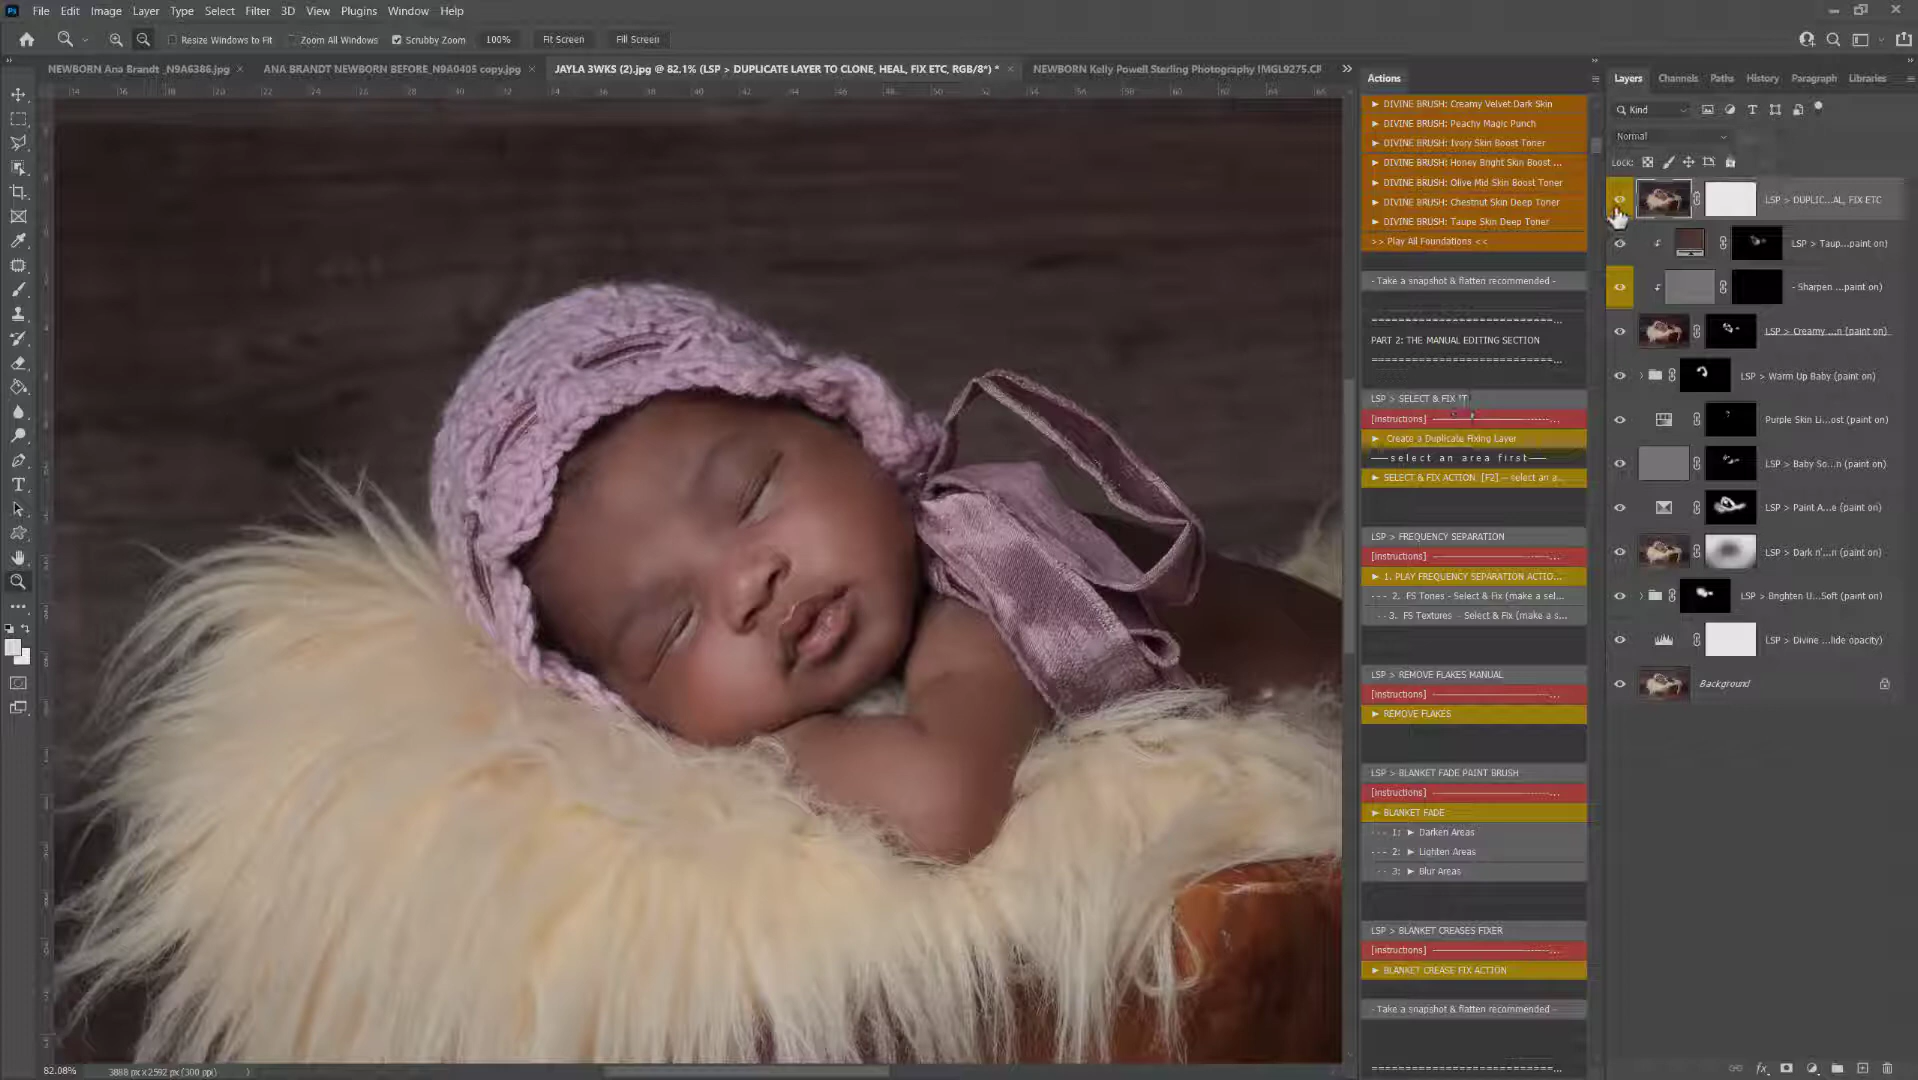 Ps File Edit Image Layer Type Select Filter 3D View Plugins Window Help
Resize Windows to Fit Zoom All Windows Scrubby Zoom 100% Fit Screen Fill Screen
NEWBORN Ana Brandt _N9A6386.jpg × ANA BRANDT NEWBORN BEFORE_N9A0405 copy.jpg × JAYLA 3WKS (2).jpg @ 82.1% (LSP > DUPLICATE LAYER TO CLONE, HEAL, FIX ETC, RGB/8*) * × NEWBORN Kelly Powell Sterling Photography IMGL9275.CR
Actions
► DIVINE BRUSH: Creamy Velvet Dark Skin
► DIVINE BRUSH: Peachy Magic Punch
► DIVINE BRUSH: Ivory Skin Boost Toner
► DIVINE BRUSH: Honey Bright Skin Boost ...
► DIVINE BRUSH: Olive Mid Skin Boost Toner
► DIVINE BRUSH: Chestnut Skin Deep Toner
► DIVINE BRUSH: Taupe Skin Deep Toner
>> Play All Foundations <<
- Take a snapshot & flatten recommended -
==========================...
PART 2: THE MANUAL EDITING SECTION
==========================...
LSP > SELECT & FIX 'T
[instructions] ---------------------------...
► Create a Duplicate Fixing Layer
——select an area first——
► SELECT & FIX ACTION [F2] -- select an a...
LSP > FREQUENCY SEPARATION
[instructions] ---------------------------...
► 1. PLAY FREQUENCY SEPARATION ACTIO...
--- 2. FS Tones - Select & Fix (make a sel...
-- 3. FS Textures -- Select & Fix (make a s...
LSP > REMOVE FLAKES MANUAL
[instructions] ---------------------------...
► REMOVE FLAKES
LSP > BLANKET FADE PAINT BRUSH
[instructions] ---------------------------...
► BLANKET FADE
--- 1: ► Darken Areas
--- 2: ► Lighten Areas
-- 3: ► Blur Areas
LSP > BLANKET CREASES FIXER
[instructions] ---------------------------...
► BLANKET CREASE FIX ACTION
- Take a snapshot & flatten recommended -
==========================...
Layers Channels Paths History Paragraph Libraries
Kind
Normal
Lock:
LSP > DUPLIC...AL, FIX ETC
LSP > Taup...paint on)
- Sharpen ...paint on)
LSP > Creamy ...n (paint on)
LSP > Warm Up Baby (paint on)
Purple Skin Li...ost (paint on)
LSP > Baby So...n (paint on)
LSP > Paint A...e (paint on)
LSP > Dark n'...n (paint on)
LSP > Brighten U...Soft (paint on)
LSP > Divine ...lide opacity)
Background
82.08% 3888 px x 2592 px (300 ppi)